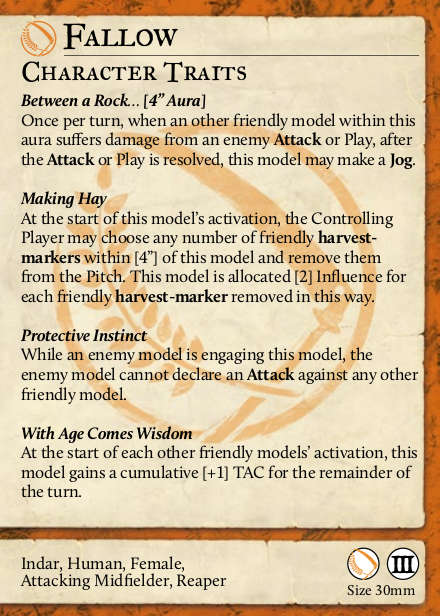 Fallow
Character Traits
Between a Rock... [4” Aura]
Once per turn, when an other friendly model within this
aura suffers damage from an enemy Attack or Play, after
the Attack or Play is resolved, this model may make a Jog.
Making Hay
At the start of this model’s activation, the Controlling
Player may choose any number of friendly harvest-
markers within [4”] of this model and remove them
from the Pitch. This model is allocated [2] Influence for
each friendly harvest-marker removed in this way.
Protective Instinct
While an enemy model is engaging this model, the
enemy model cannot declare an Attack against any other
friendly model.
With Age Comes Wisdom
At the start of each other friendly models’ activation, this
model gains a cumulative [+1] TAC for the remainder of
the turn.
Indar, Human, Female,
Attacking Midfielder, Reaper
III
Size 30mm